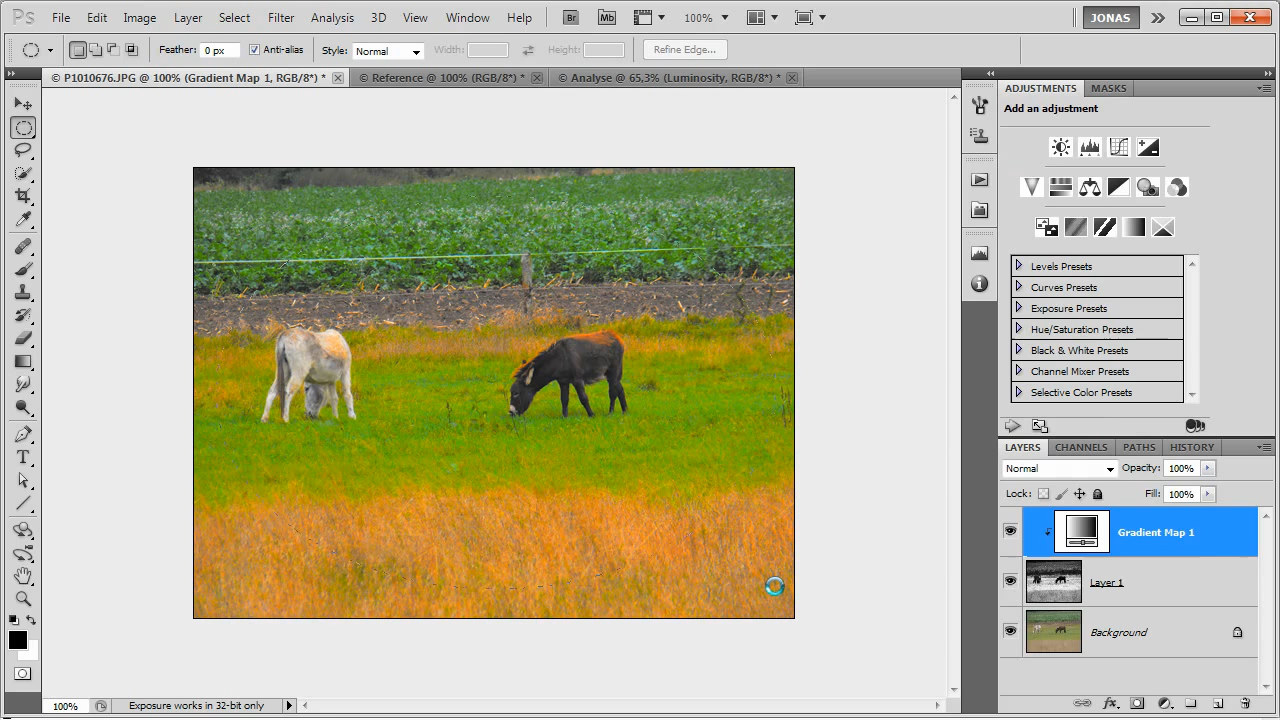 Ps File Edit Image Layer Select Filter Analysis 3D View Window Help Br Mb 100% JONAS
Feather: 0 px Anti-alias Style: Normal Width: Height: Refine Edge...
© P1010676.JPG @ 100% (Gradient Map 1, RGB/8*) * © Reference @ 100% (RGB/8*) * © Analyse @ 65,3% (Luminosity, RGB/8*) *
ADJUSTMENTS MASKS
Add an adjustment
Levels Presets
Curves Presets
Exposure Presets
Hue/Saturation Presets
Black & White Presets
Channel Mixer Presets
Selective Color Presets
LAYERS CHANNELS PATHS HISTORY
Normal Opacity: 100%
Lock: Fill: 100%
Gradient Map 1
Layer 1
Background
100% Exposure works in 32-bit only